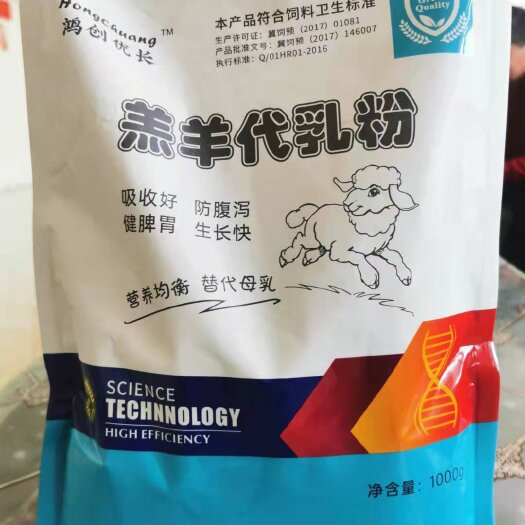 HongChuang
鸿创优长 TM
本产品符合饲料卫生标准
生产许可证：冀饲预（2017）01081
产品批准文号：冀饲预（2017）146007
执行标准：Q/01HR01-2016
Quality
羔羊代乳粉
吸收好 防腹泻
健脾胃 生长快
营养均衡 替代母乳
SCIENCE
TECHNNOLOGY
HIGH EFFICIENCY
净含量：1000g